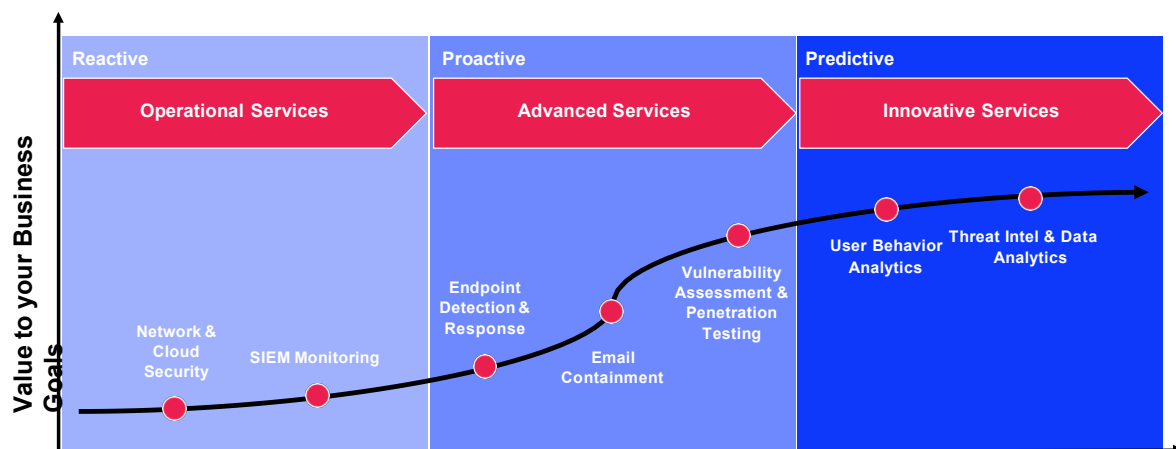 Reactive
Proactive
Predictive
Operational Services
Advanced Services
Innovative Services
Value to your Business
Goals
Network &
Cloud
Security
SIEM Monitoring
Endpoint
Detection &
Response
Email
Containment
Vulnerability
Assessment &
Penetration
Testing
User Behavior
Analytics
Threat Intel & Data
Analytics